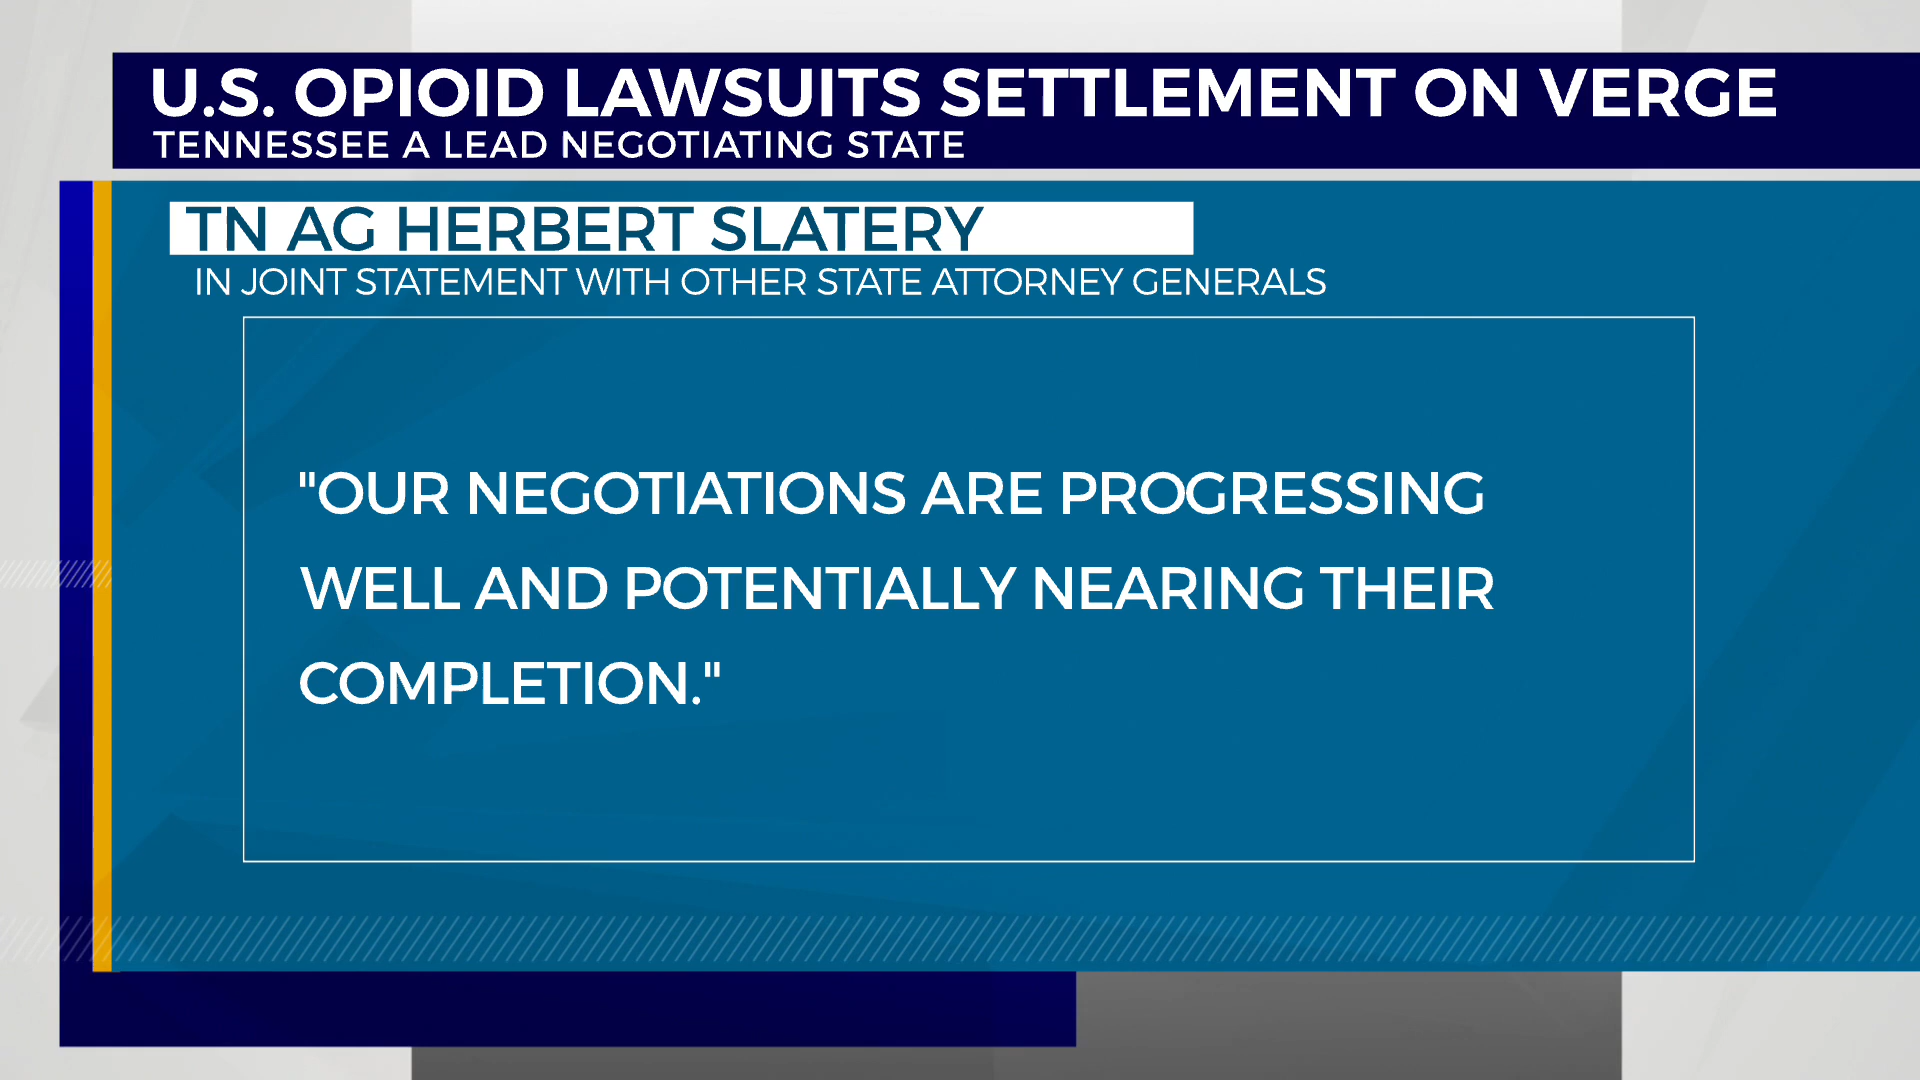 U.S. OPIOID LAWSUITS SETTLEMENT ON VERGE
TENNESSEE A LEAD NEGOTIATING STATE
TN AG HERBERT SLATERY
IN JOINT STATEMENT WITH OTHER STATE ATTORNEY GENERALS
"OUR NEGOTIATIONS ARE PROGRESSING
WELL AND POTENTIALLY NEARING THEIR
COMPLETION."